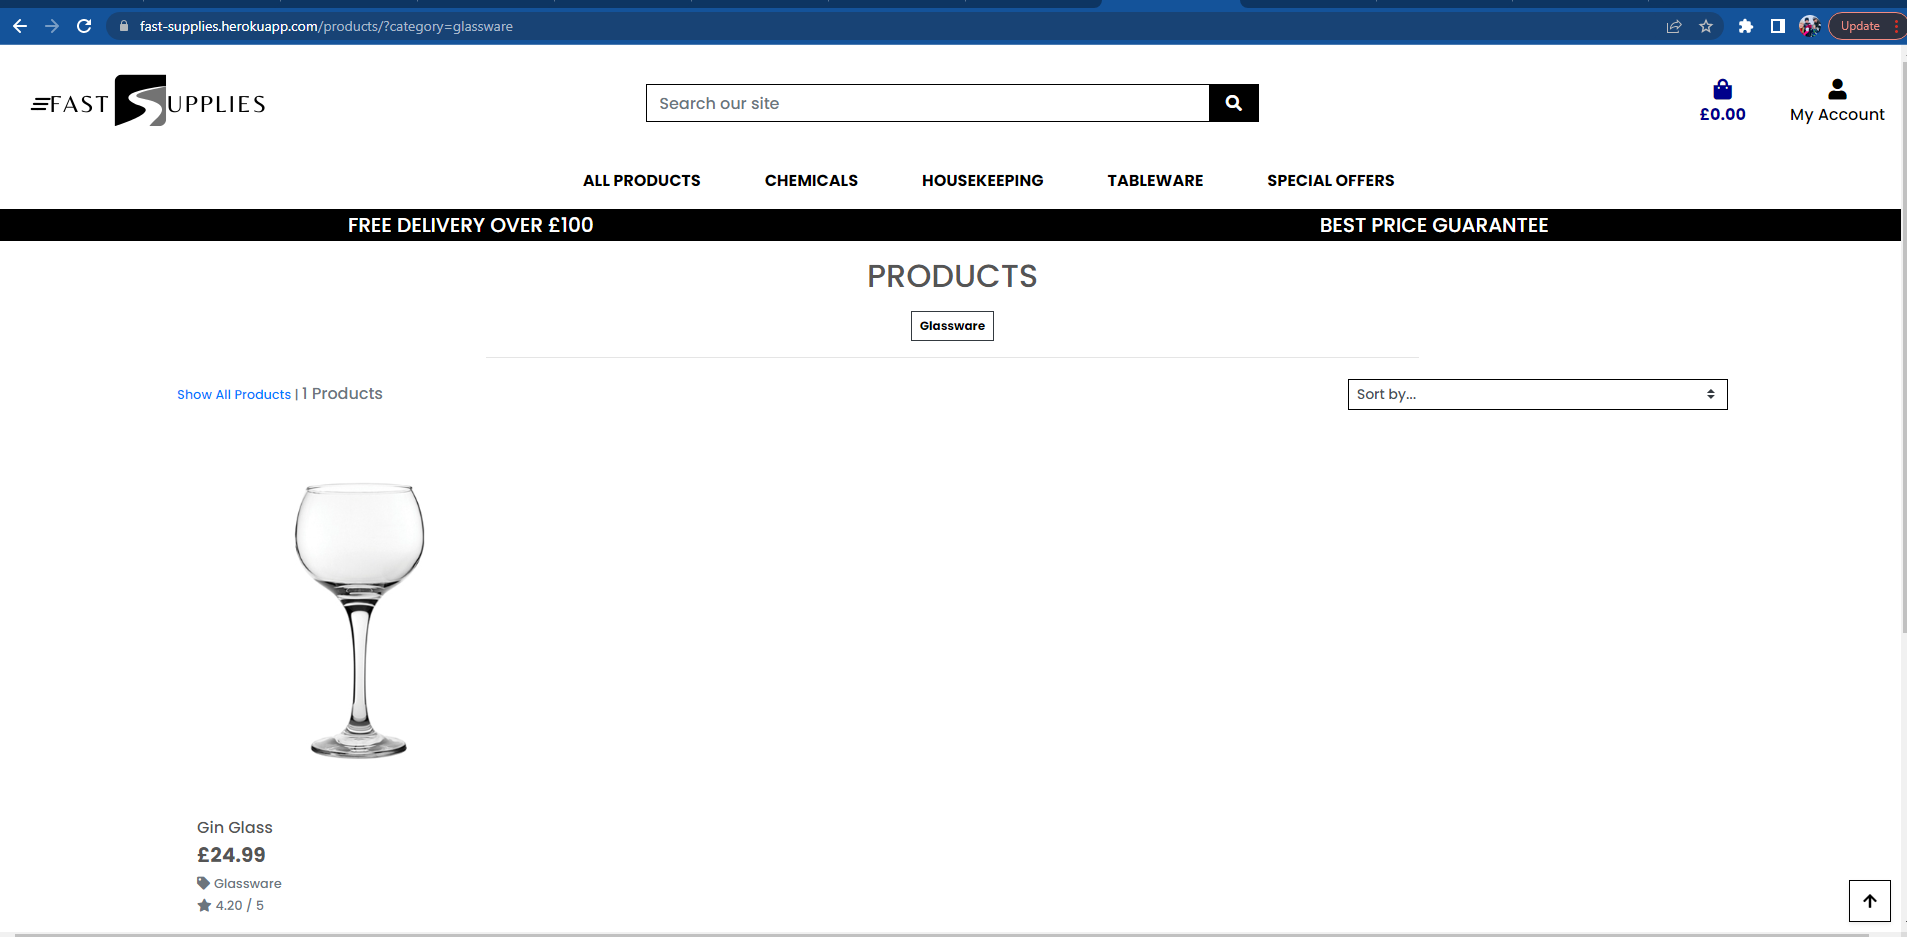 fast-supplies.herokuapp.com/products/?category=glassware
Update
FAST SUPPLIES
Search our site
£0.00
My Account
ALL PRODUCTS
CHEMICALS
HOUSEKEEPING
TABLEWARE
SPECIAL OFFERS
FREE DELIVERY OVER £100
BEST PRICE GUARANTEE
PRODUCTS
Glassware
Show All Products | 1 Products
Sort by...
Gin Glass
£24.99
Glassware
4.20 / 5